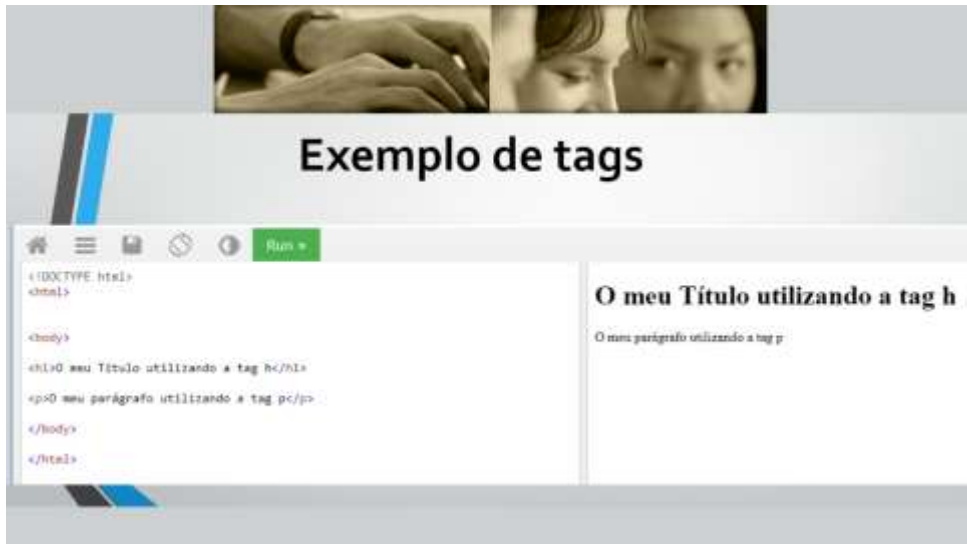 Exemplo de tags
Run »
<!DOCTYPE html>
<html>
<body>
<h1>O meu Título utilizando a tag h</h1>
<p>O meu parágrafo utilizando a tag p</p>
</body>
</html>
O meu Título utilizando a tag h
O meu parágrafo utilizando a tag p